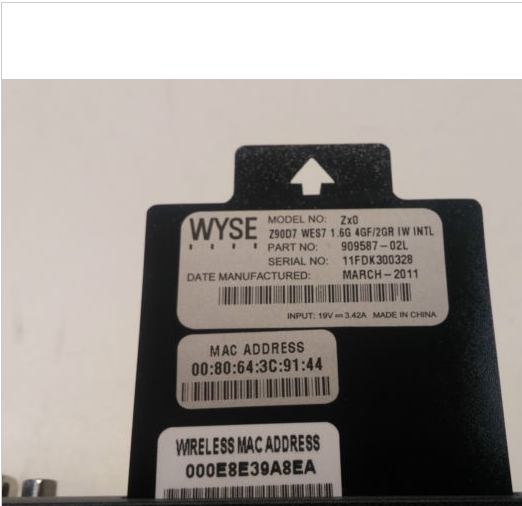 WYSE
MODEL NO: Zx0
Z90D7 WES7 1.6G 4GF/2GR IW INTL
PART NO: 909587-02L
SERIAL NO: 11FDK300328
DATE MANUFACTURED: MARCH-2011
INPUT: 19V ⎓ 3.42A MADE IN CHINA
MAC ADDRESS
00:80:64:3C:91:44
WIRELESS MAC ADDRESS
000E8E39A8EA